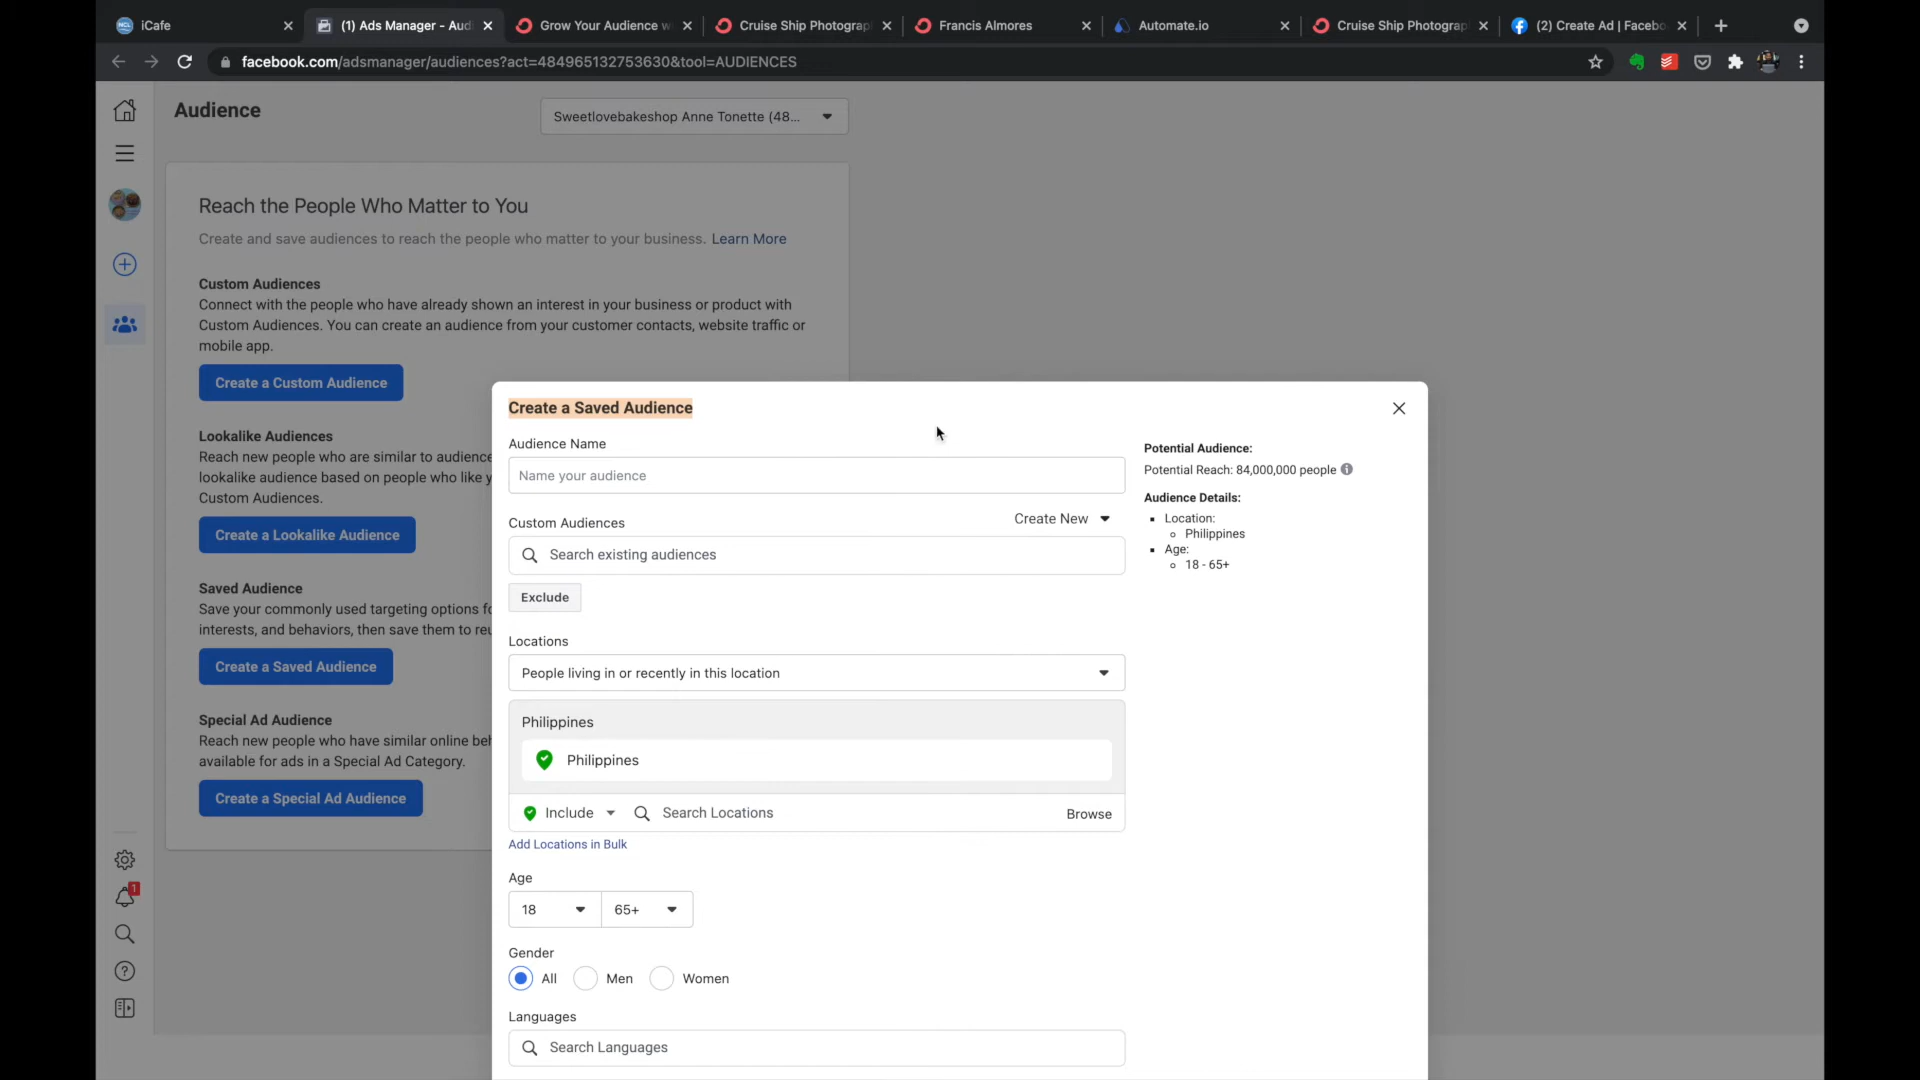 iCafe
(1) Ads Manager - Aud
Grow Your Audience w
Cruise Ship Photograp
Francis Almores
Automate.io
Cruise Ship Photograp
(2) Create Ad | Facebo
facebook.com/adsmanager/audiences?act=484965132753630&tool=AUDIENCES
Audience
Sweetlovebakeshop Anne Tonette (48...
Reach the People Who Matter to You
Create and save audiences to reach the people who matter to your business. Learn More
Custom Audiences
Connect with the people who have already shown an interest in your business or product with
Custom Audiences. You can create an audience from your customer contacts, website traffic or
mobile app.
Create a Custom Audience
Lookalike Audiences
Reach new people who are similar to audience
lookalike audience based on people who like y
Custom Audiences.
Create a Lookalike Audience
Saved Audience
Save your commonly used targeting options fo
interests, and behaviors, then save them to reu
Create a Saved Audience
Special Ad Audience
Reach new people who have similar online beh
available for ads in a Special Ad Category.
Create a Special Ad Audience
1
Create a Saved Audience
Audience Name
Name your audience
Custom Audiences
Create New
Search existing audiences
Exclude
Locations
People living in or recently in this location
Philippines
Philippines
Include
Search Locations
Browse
Add Locations in Bulk
Age
18
65+
Gender
All
Men
Women
Languages
Search Languages
Potential Audience:
Potential Reach: 84,000,000 people
Audience Details:
Location:
Philippines
Age:
18 - 65+